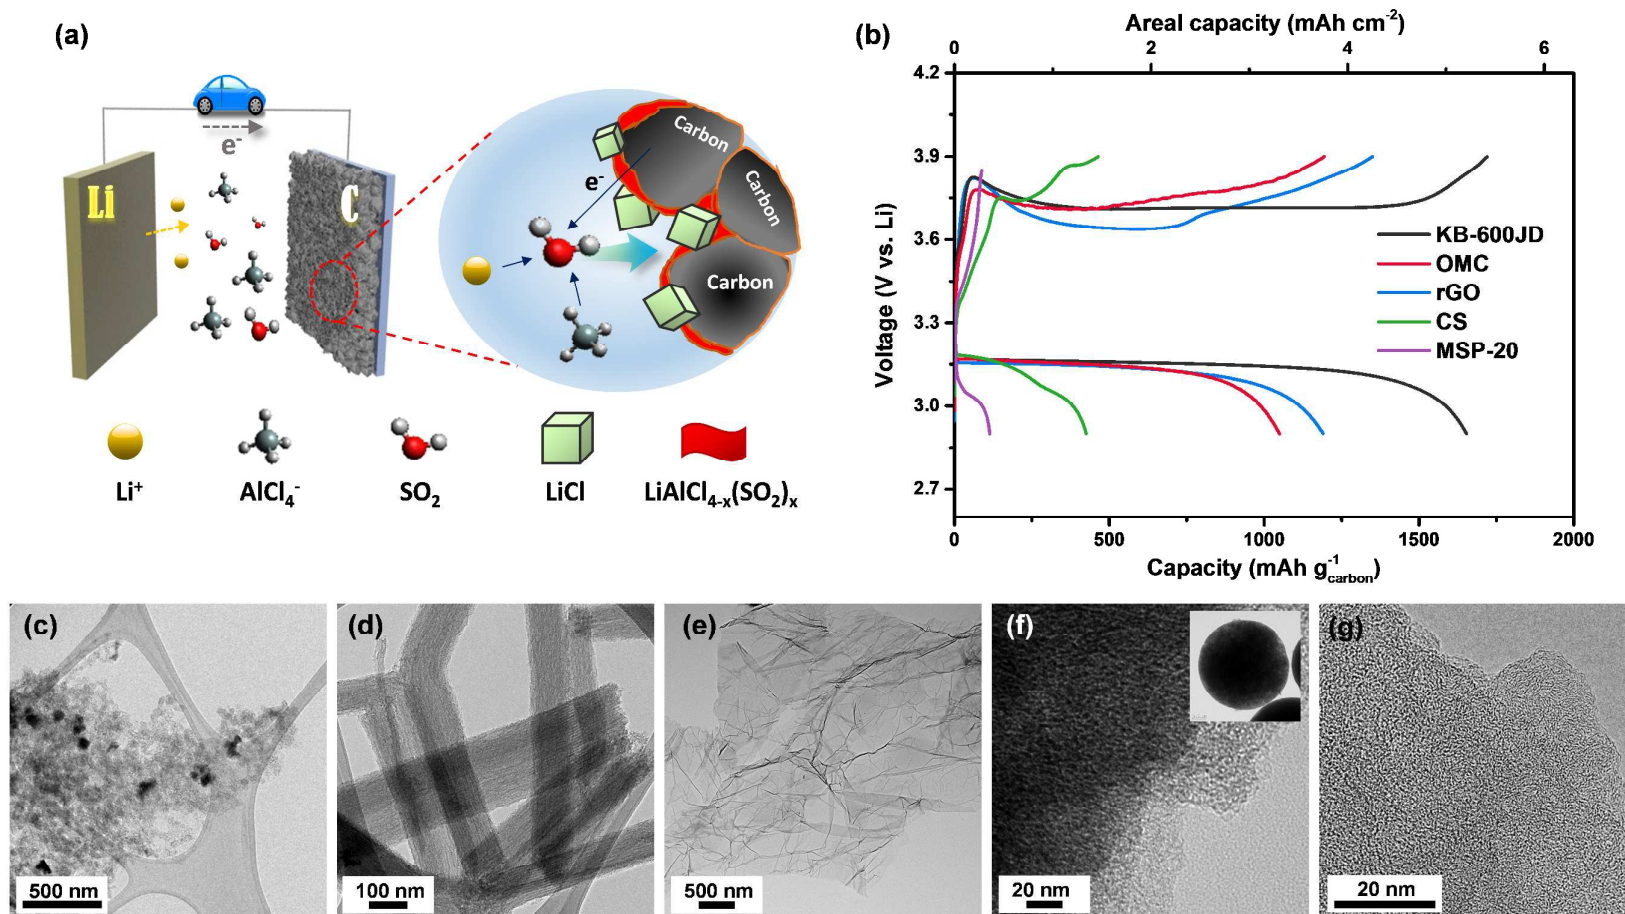 (a)
e⁻
Li
C
Carbon
Carbon
Carbon
e⁻
Li⁺
AlCl₄⁻
SO₂
LiCl
LiAlCl₄₋ₓ(SO₂)ₓ
(b)
Areal capacity (mAh cm⁻²)
0 2 4 6
4.2
3.9
3.6
3.3
3.0
2.7
Voltage (V vs. Li)
KB-600JD
OMC
rGO
CS
MSP-20
0 500 1000 1500 2000
Capacity (mAh g⁻¹carbon)
(c)
500 nm
(d)
100 nm
(e)
500 nm
(f)
20 nm
(g)
20 nm